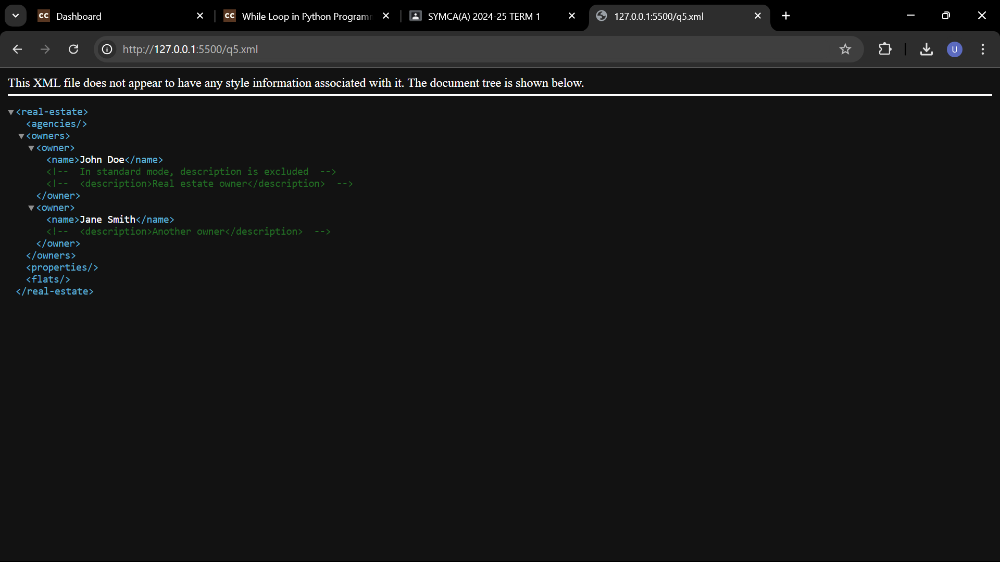 CC Dashboard
CC While Loop in Python Program
SYMCA(A) 2024-25 TERM 1
127.0.0.1:5500/q5.xml
http://127.0.0.1:5500/q5.xml
U
This XML file does not appear to have any style information associated with it. The document tree is shown below.
▼<real-estate>
<agencies/>
▼<owners>
▼<owner>
<name>John Doe</name>
<!-- In standard mode, description is excluded -->
<!-- <description>Real estate owner</description> -->
</owner>
▼<owner>
<name>Jane Smith</name>
<!-- <description>Another owner</description> -->
</owner>
</owners>
<properties/>
<flats/>
</real-estate>